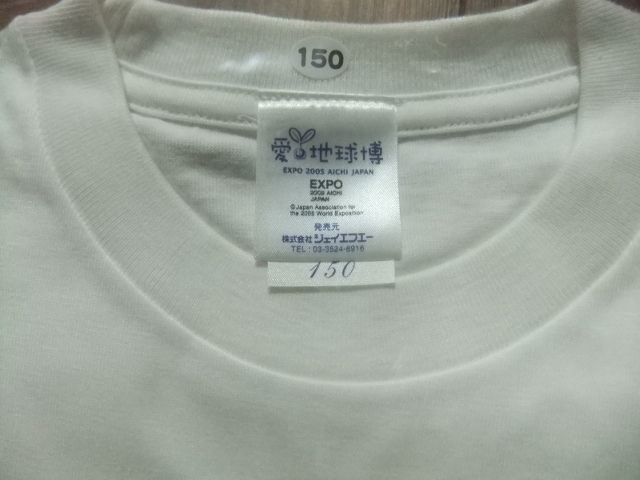 150
愛・地球博
EXPO 2005 AICHI JAPAN
EXPO
2005 AICHI
JAPAN
©Japan Association for
the 2005 World Exposition
発売元
株式会社 ジェイエフエー
TEL : 03-3524-6916
150